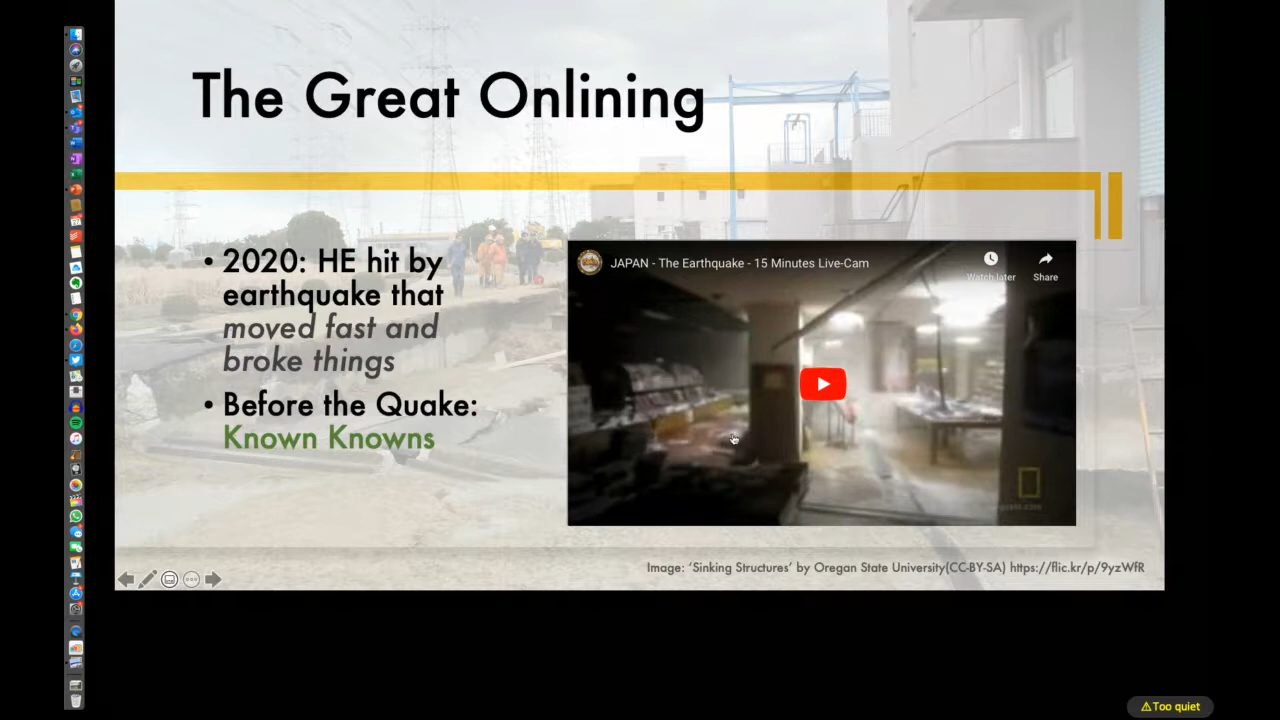 The Great Onlining
• 2020: HE hit by
earthquake that
moved fast and
broke things
• Before the Quake:
Known Knowns
JAPAN - The Earthquake - 15 Minutes Live-Cam
Watch later
Share
Image: ‘Sinking Structures’ by Oregan State University(CC-BY-SA) https://flic.kr/p/9yzWfR
⚠Too quiet